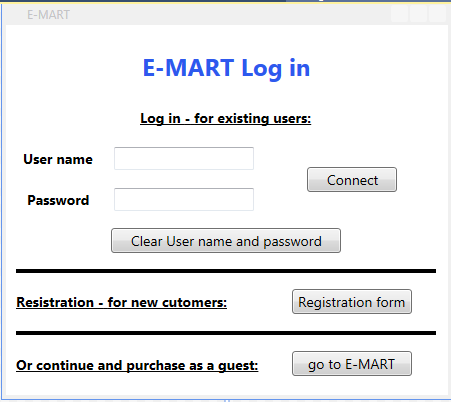 E-MART
E-MART Log in
Log in - for existing users:
User name
Connect
Password
Clear User name and password
Resistration - for new cutomers:
Registration form
Or continue and purchase as a guest:
go to E-MART